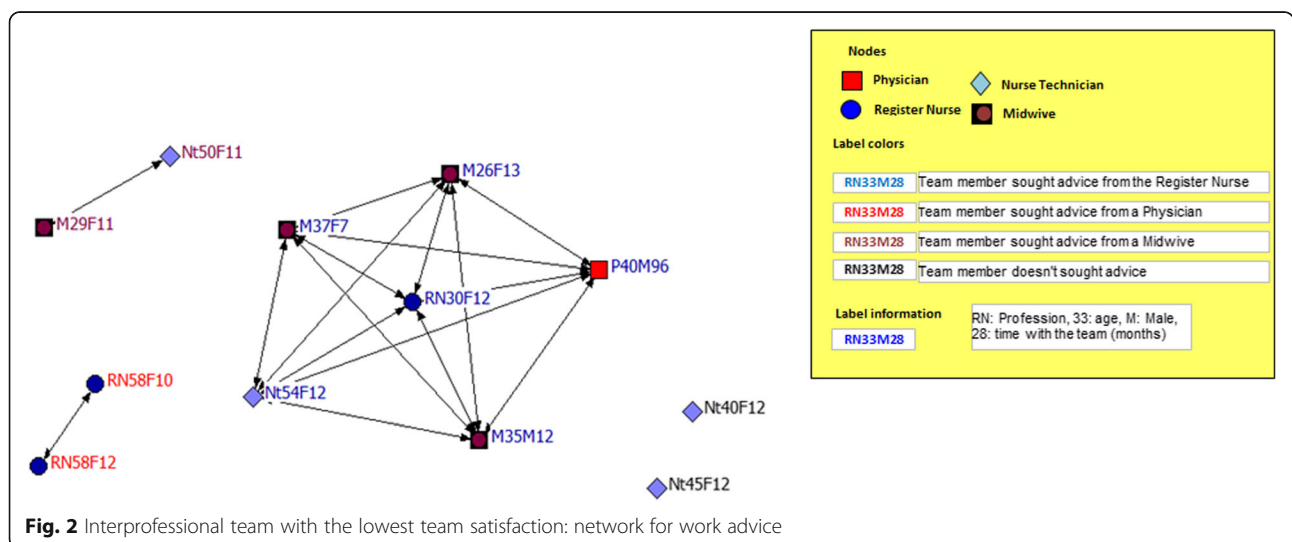 Nodes
Physician
Nurse Technician
Register Nurse
Midwive
Label colors
RN33M28 Team member sought advice from the Register Nurse
RN33M28 Team member sought advice from a Physician
RN33M28 Team member sought advice from a Midwive
RN33M28 Team member doesn't sought advice
Label information
RN33M28
RN: Profession, 33: age, M: Male,
28: time with the team (months)
Nt50F11
M29F11
M26F13
M37F7
P40M96
RN30F12
RN58F10
Nt54F12
Nt40F12
M35M12
RN58F12
Nt45F12
Fig. 2 Interprofessional team with the lowest team satisfaction: network for work advice